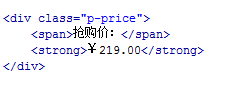 <div class="p-price">
<span>抢购价：</span>
<strong>￥219.00</strong>
</div>